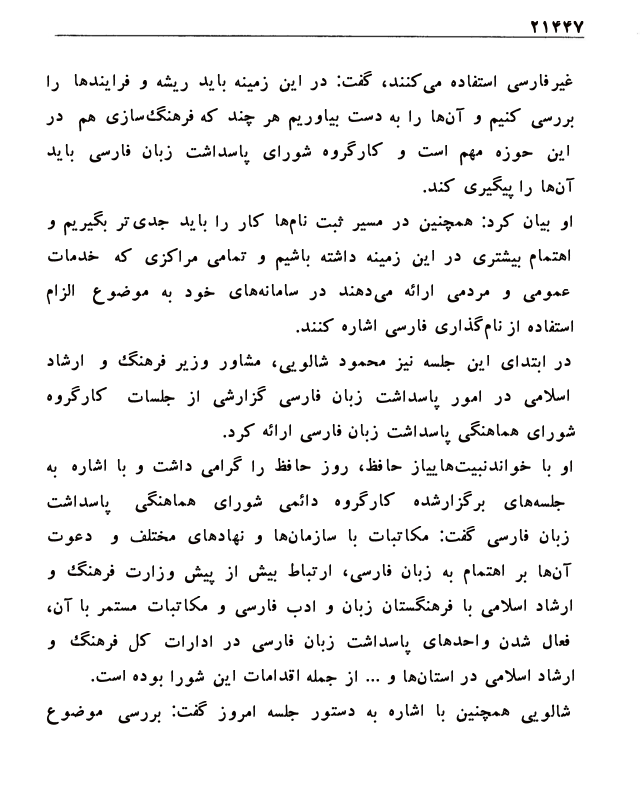 ۲۱۴۴۷
غیرفارسی استفاده می‌کنند، گفت: در این زمینه باید ریشه و فرایندها را
بررسی کنیم و آن‌ها را به دست بیاوریم هر چند که فرهنگ‌سازی هم در
این حوزه مهم است و کارگروه شورای پاسداشت زبان فارسی باید
آن‌ها را پیگیری کند.
او بیان کرد: همچنین در مسیر ثبت نام‌ها کار را باید جدی‌تر بگیریم و
اهتمام بیشتری در این زمینه داشته باشیم و تمامی مراکزی که خدمات
عمومی و مردمی ارائه می‌دهند در سامانه‌های خود به موضوع الزام
استفاده از نام‌گذاری فارسی اشاره کنند.
در ابتدای این جلسه نیز محمود شالویی، مشاور وزیر فرهنگ و ارشاد
اسلامی در امور پاسداشت زبان فارسی گزارشی از جلسات کارگروه
شورای هماهنگی پاسداشت زبان فارسی ارائه کرد.
او با خواندنبیت‌هاییاز حافظ، روز حافظ را گرامی داشت و با اشاره به
جلسه‌های برگزارشده کارگروه دائمی شورای هماهنگی پاسداشت
زبان فارسی گفت: مکاتبات با سازمان‌ها و نهادهای مختلف و دعوت
آن‌ها بر اهتمام به زبان فارسی، ارتباط بیش از پیش وزارت فرهنگ و
ارشاد اسلامی با فرهنگستان زبان و ادب فارسی و مکاتبات مستمر با آن،
فعال شدن واحدهای پاسداشت زبان فارسی در ادارات کل فرهنگ و
ارشاد اسلامی در استان‌ها و ... از جمله اقدامات این شورا بوده است.
شالویی همچنین با اشاره به دستور جلسه امروز گفت: بررسی موضوع